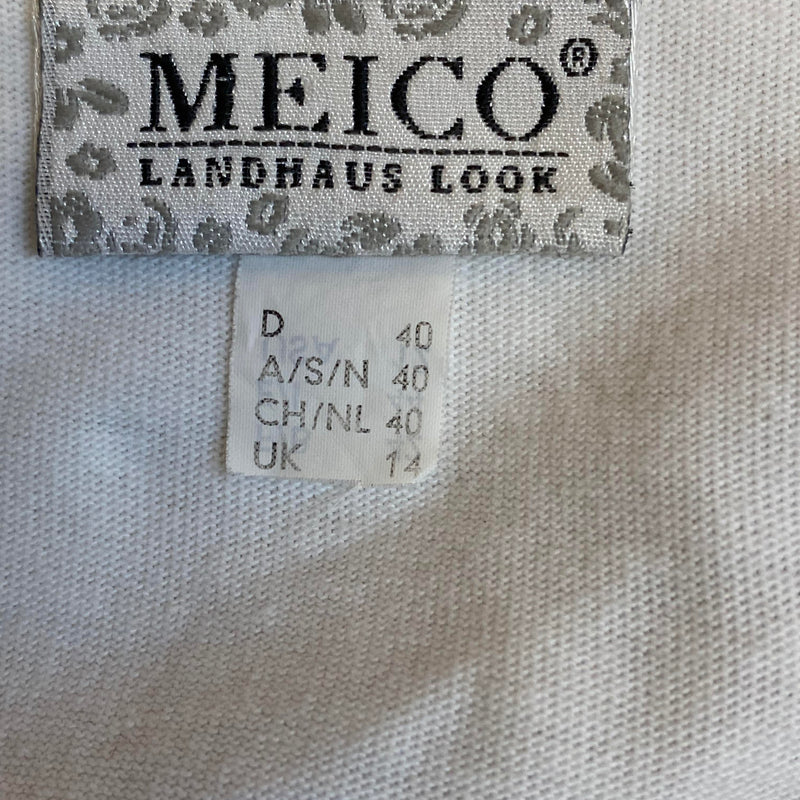 MEICO®
LANDHAUS LOOK
D 40
A/S/N 40
CH/NL 40
UK 14